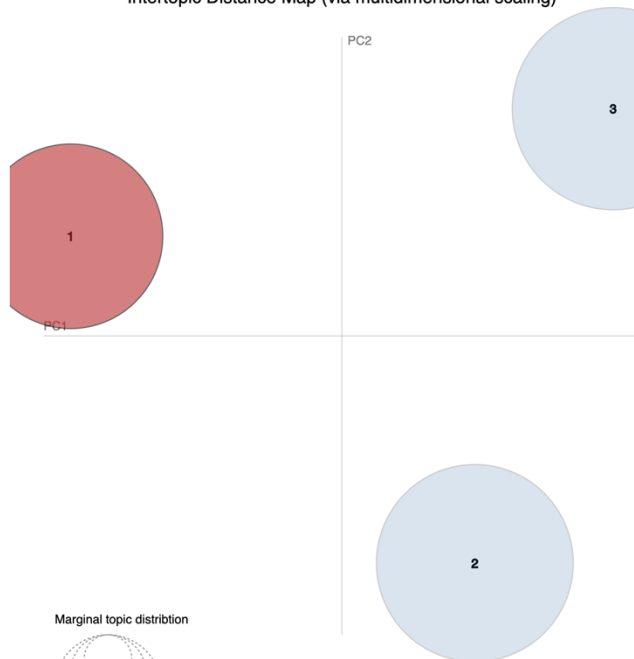 Intertopic Distance Map (via multidimensional scaling)
PC2
3
1
PC1
2
Marginal topic distribtion